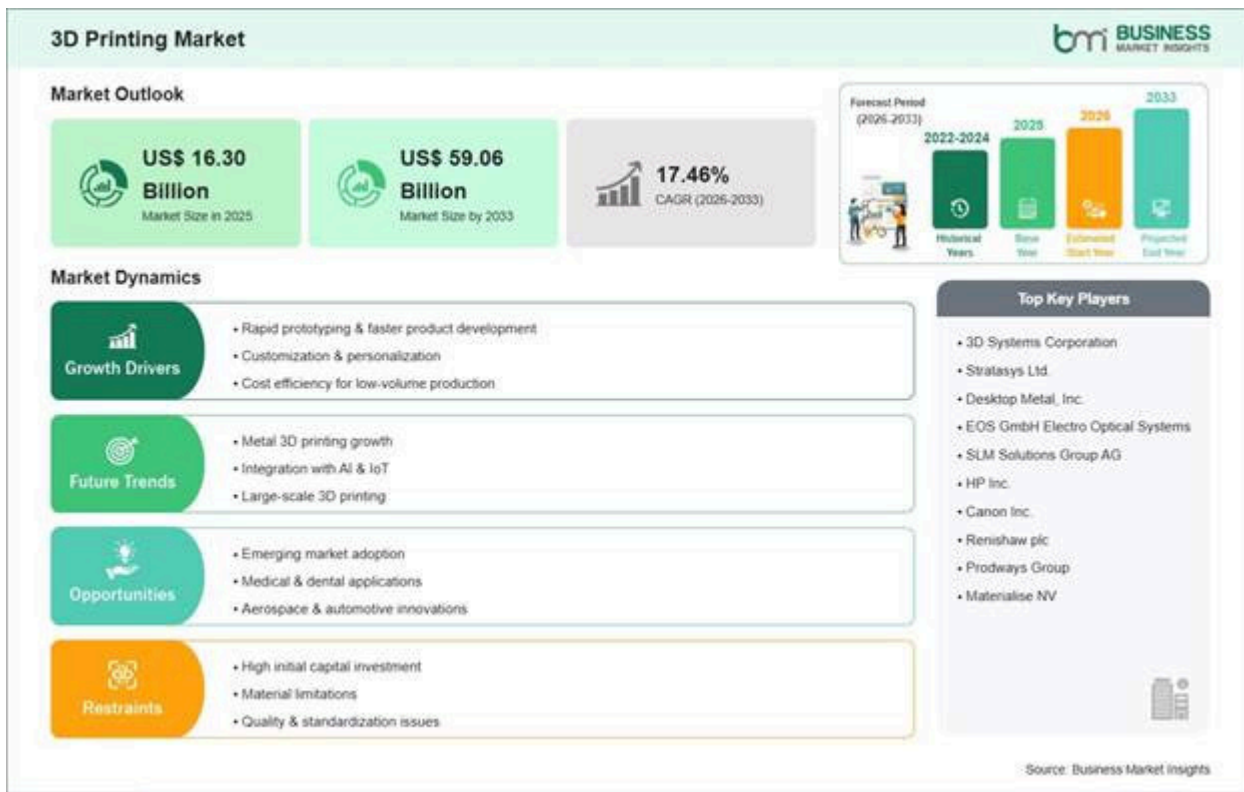 3D Printing Market
bmi BUSINESS
MARKET INSIGHTS
Market Outlook
US$ 16.30
Billion
Market Size in 2025
US$ 59.06
Billion
Market Size by 2033
17.46%
CAGR (2026-2033)
Forecast Period
(2026-2033)
2022-2024
2025
2026
2033
Historical
Years
Base
Year
Estimated
Start Year
Projected
End Year
Market Dynamics
Growth Drivers
• Rapid prototyping & faster product development
• Customization & personalization
• Cost efficiency for low-volume production
Future Trends
• Metal 3D printing growth
• Integration with AI & IoT
• Large-scale 3D printing
Opportunities
• Emerging market adoption
• Medical & dental applications
• Aerospace & automotive innovations
Restraints
• High initial capital investment
• Material limitations
• Quality & standardization issues
Top Key Players
• 3D Systems Corporation
• Stratasys Ltd.
• Desktop Metal, Inc.
• EOS GmbH Electro Optical Systems
• SLM Solutions Group AG
• HP Inc.
• Canon Inc.
• Renishaw plc
• Prodways Group
• Materialise NV
Source: Business Market Insights